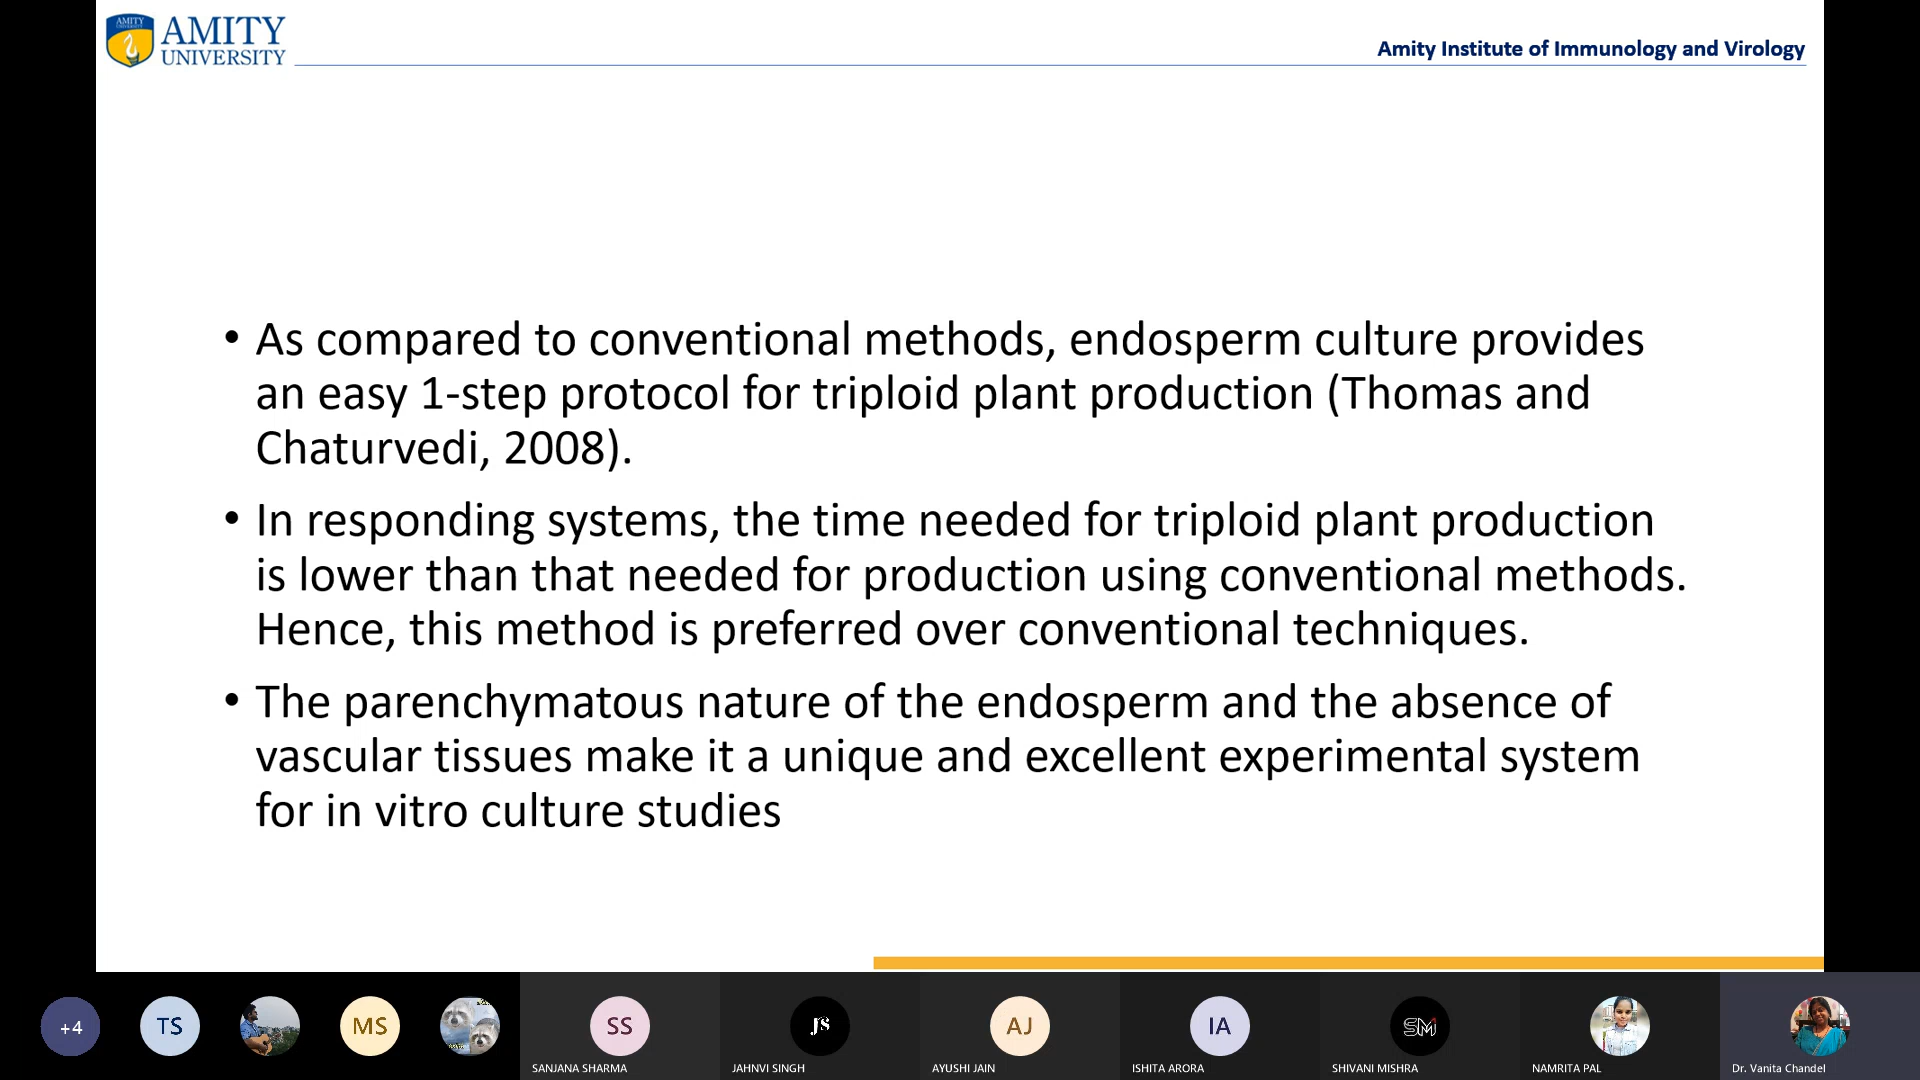 AMITY
UNIVERSITY
AMITY
UNIVERSITY
Amity Institute of Immunology and Virology
• As compared to conventional methods, endosperm culture provides
an easy 1-step protocol for triploid plant production (Thomas and
Chaturvedi, 2008).
• In responding systems, the time needed for triploid plant production
is lower than that needed for production using conventional methods.
Hence, this method is preferred over conventional techniques.
• The parenchymatous nature of the endosperm and the absence of
vascular tissues make it a unique and excellent experimental system
for in vitro culture studies
+4
TS
MS
SS
JS
AJ
IA
SM
SANJANA SHARMA
JAHNVI SINGH
AYUSHI JAIN
ISHITA ARORA
SHIVANI MISHRA
NAMRITA PAL
Dr. Vanita Chandel